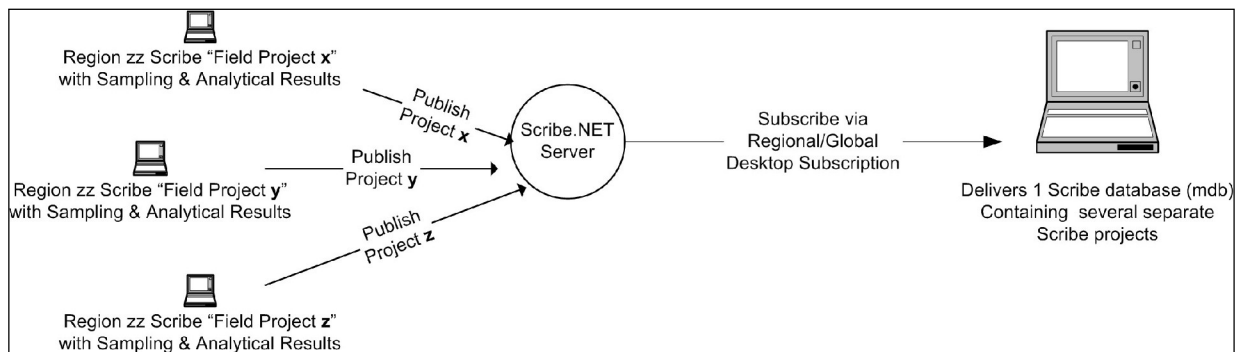 Region zz Scribe “Field Project x”
with Sampling & Analytical Results
Publish
Project x
Region zz Scribe “Field Project y”
with Sampling & Analytical Results
Publish
Project y
Region zz Scribe “Field Project z”
with Sampling & Analytical Results
Publish
Project z
Scribe.NET
Server
Subscribe via
Regional/Global
Desktop Subscription
Delivers 1 Scribe database (mdb)
Containing several separate
Scribe projects